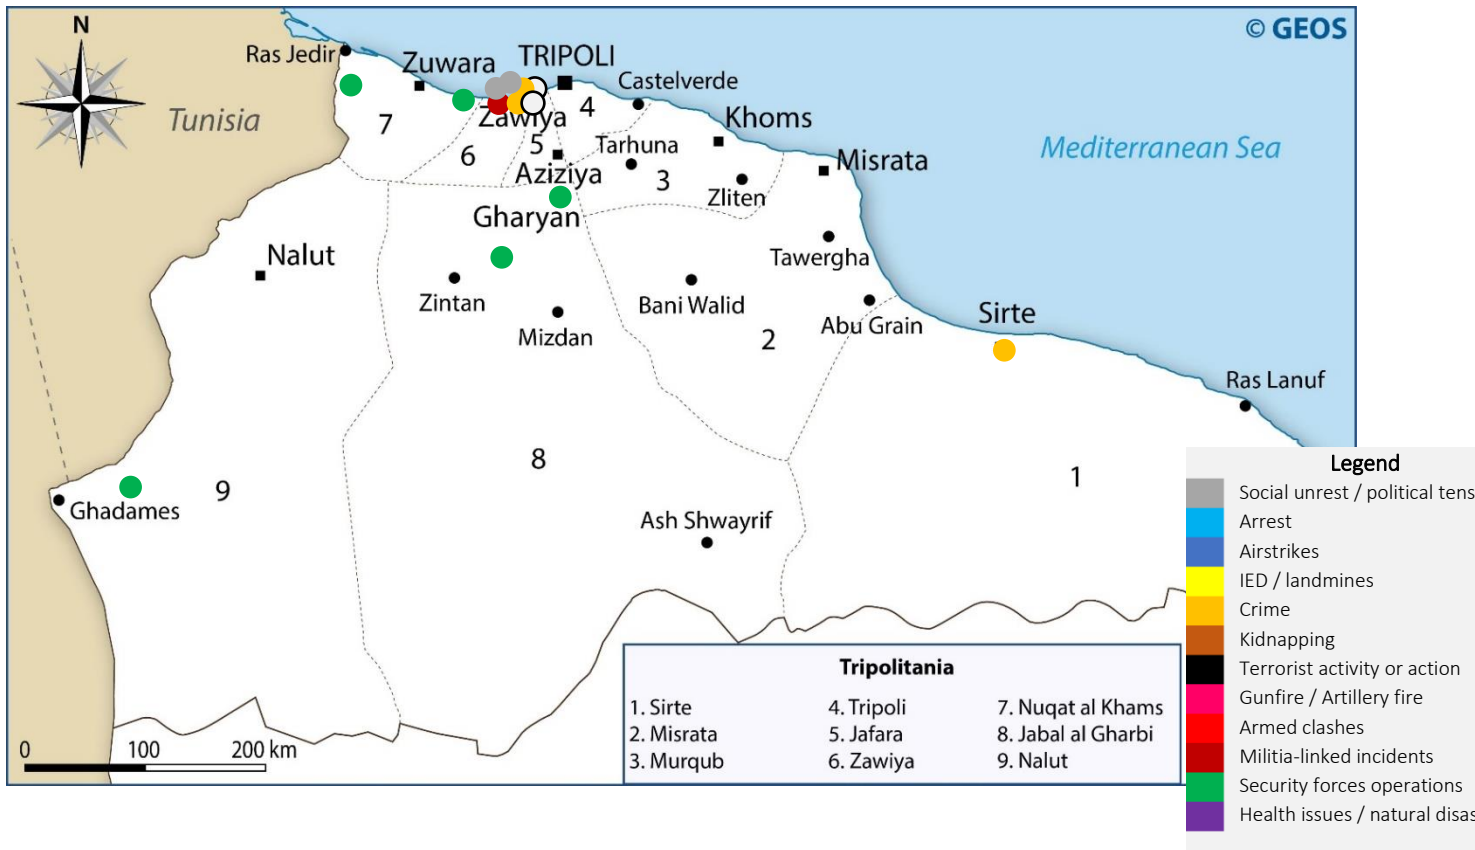 N
© GEOS
Ras Jedir
Zuwara
TRIPOLI
Castelverde
Tunisia
7
Zawiya
4
Khoms
Mediterranean Sea
6
5
Tarhuna
Misrata
Aziziya
3
Zliten
Gharyan
Nalut
Tawergha
Zintan
Bani Walid
Sirte
Mizdan
2
Abu Grain
Ras Lanuf
8
1
9
Ghadames
Ash Shwayrif
Legend
Social unrest / political tens
Arrest
Airstrikes
IED / landmines
Crime
Kidnapping
Terrorist activity or action
Gunfire / Artillery fire
Armed clashes
Militia-linked incidents
Security forces operations
Health issues / natural disas
Tripolitania
1. Sirte
2. Misrata
3. Murqub
4. Tripoli
5. Jafara
6. Zawiya
7. Nuqat al Khams
8. Jabal al Gharbi
9. Nalut
0 100 200 km